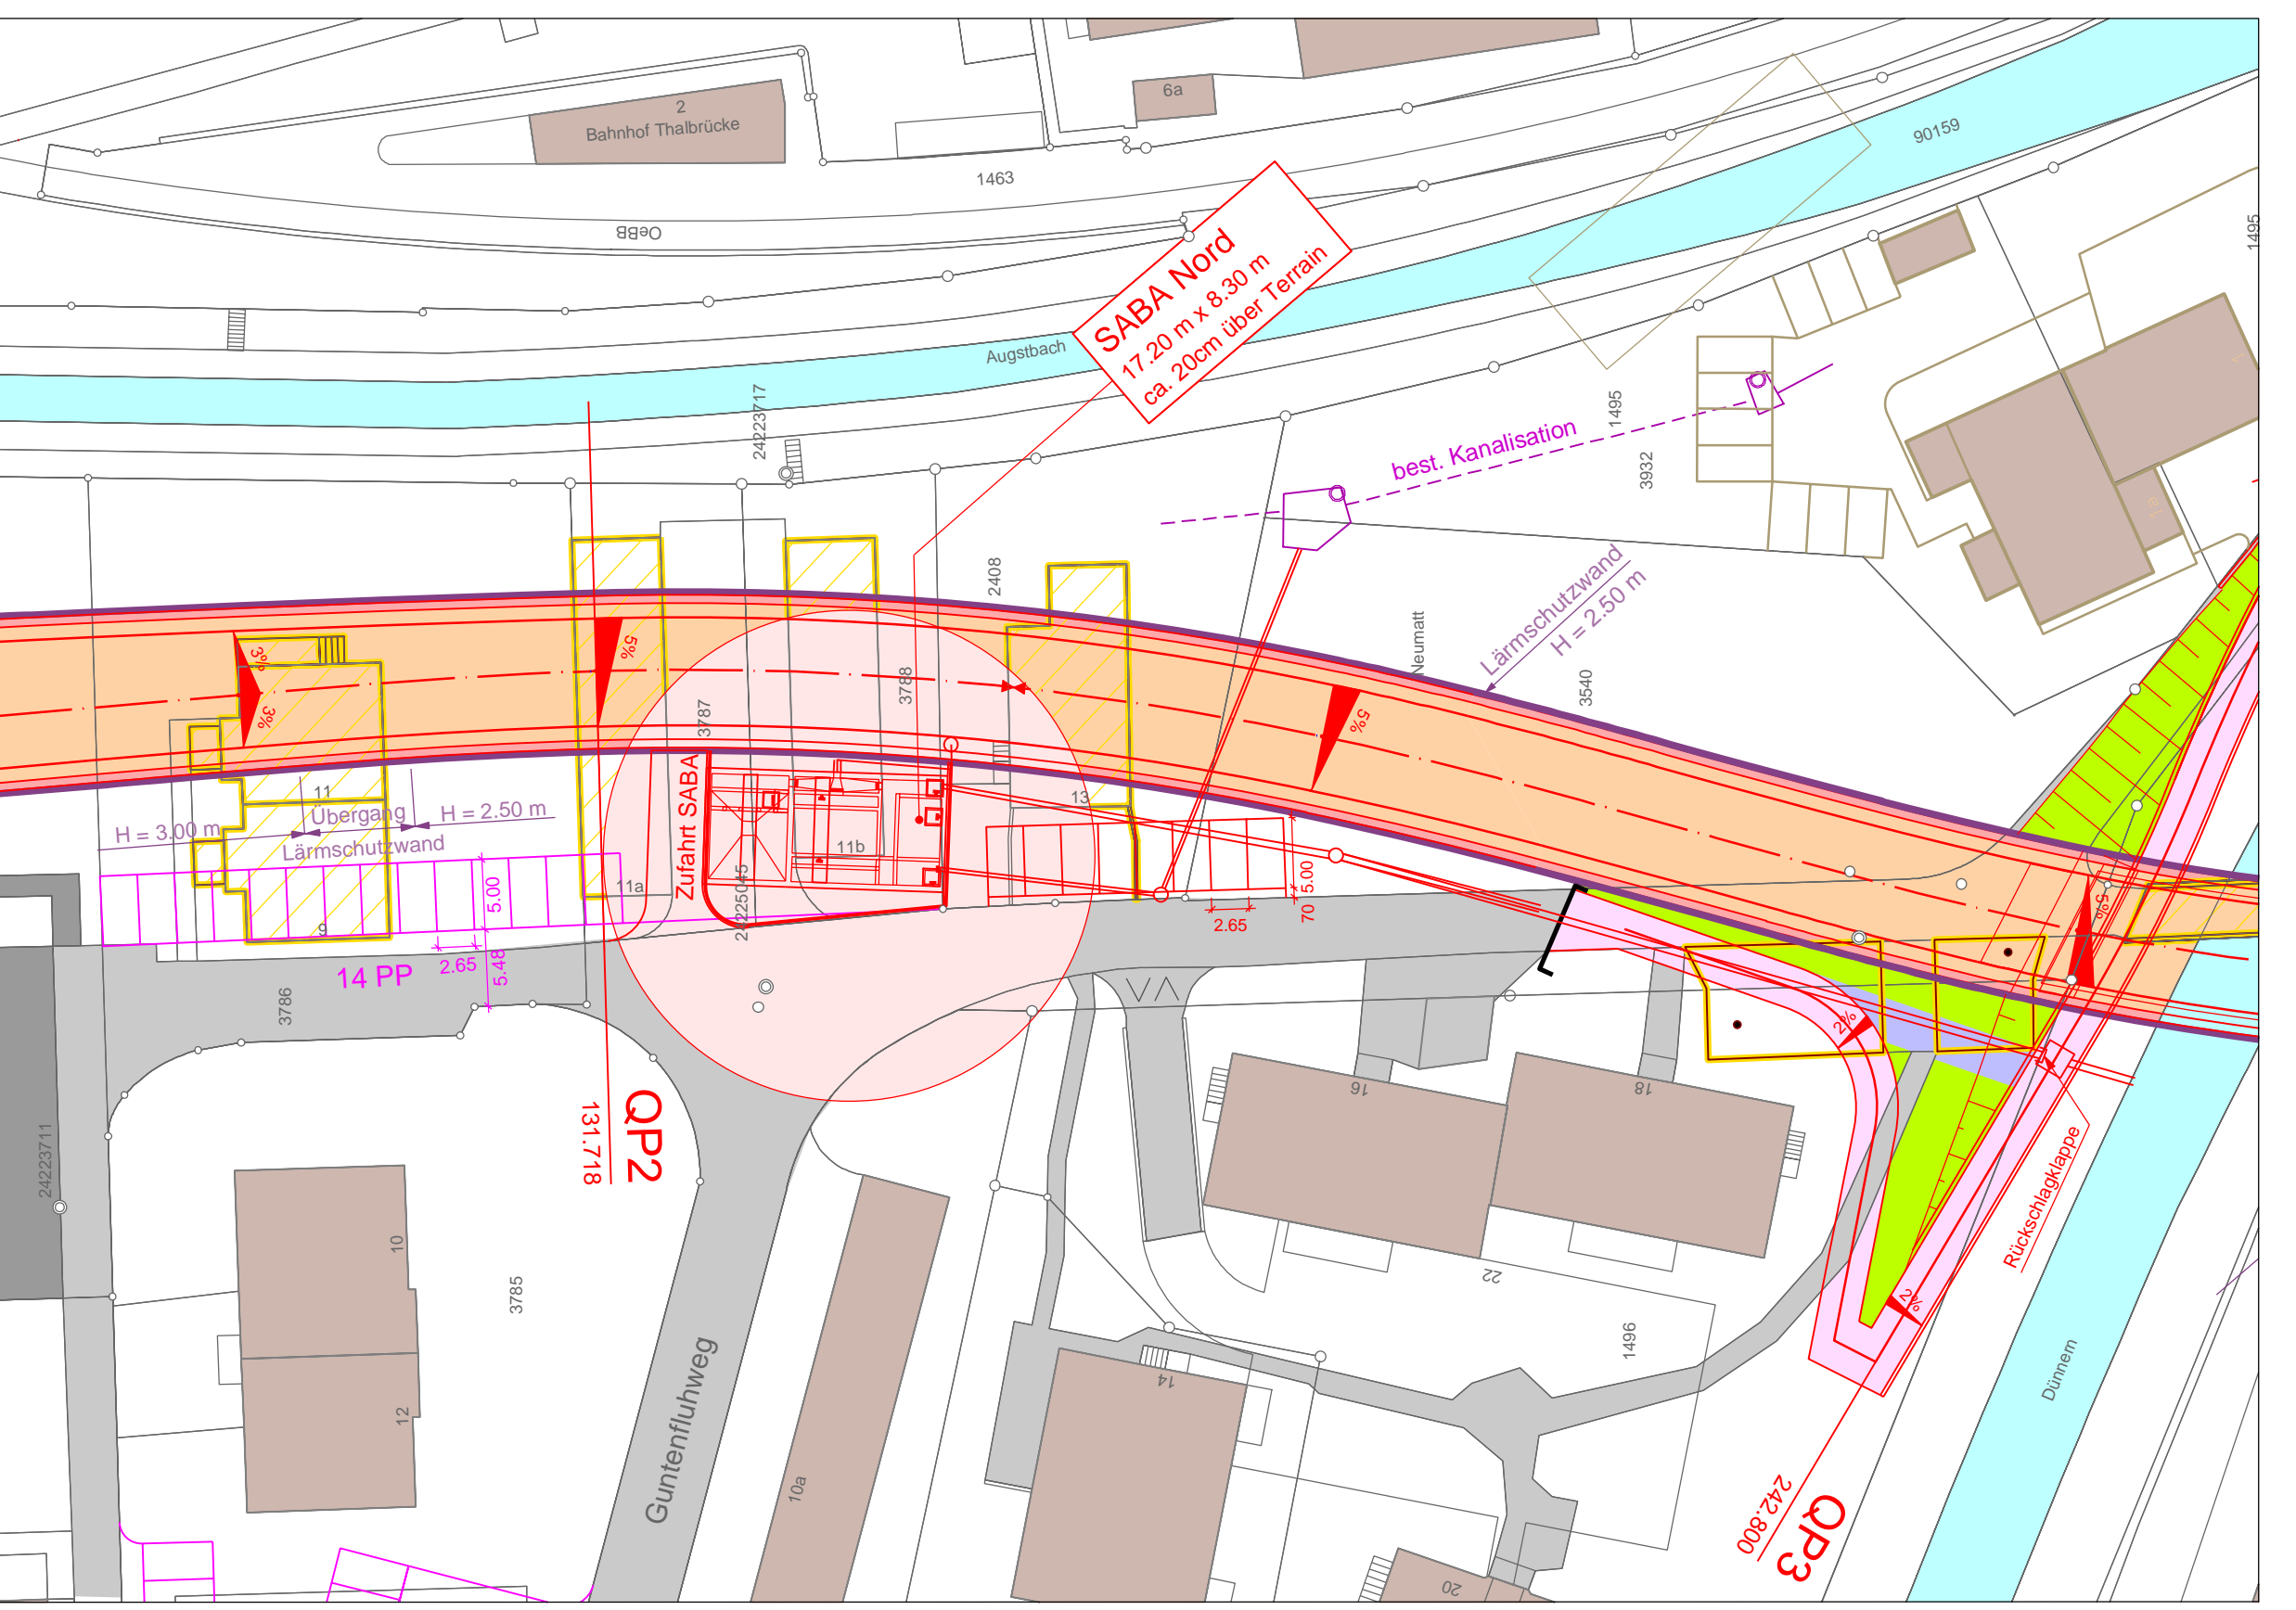 2
Bahnhof Thalbrücke
6a
90159
1463
OeBB
1495
SABA Nord
17.20 m x 8.30 m
ca. 20cm über Terrain
Augstbach
24223717
1495
3932
best. Kanalisation
1
1a
2408
Lärmschutzwand
H = 2.50 m
Neumatt
3540
3788
3787
5%
3%
3%
5%
5%
11
Übergang
H = 3.00 m
H = 2.50 m
Lärmschutzwand
13
11b
11a
Zufahrt SABA
24225045
5.00
5.00
70
2.65
9
14 PP
2.65
5.48
3786
2%
16
18
QP2
131.718
24223711
10
12
3785
Guntenfluhweg
10a
22
14
1496
20
Rückschlagklappe
2%
Dünnern
QP3
242.800